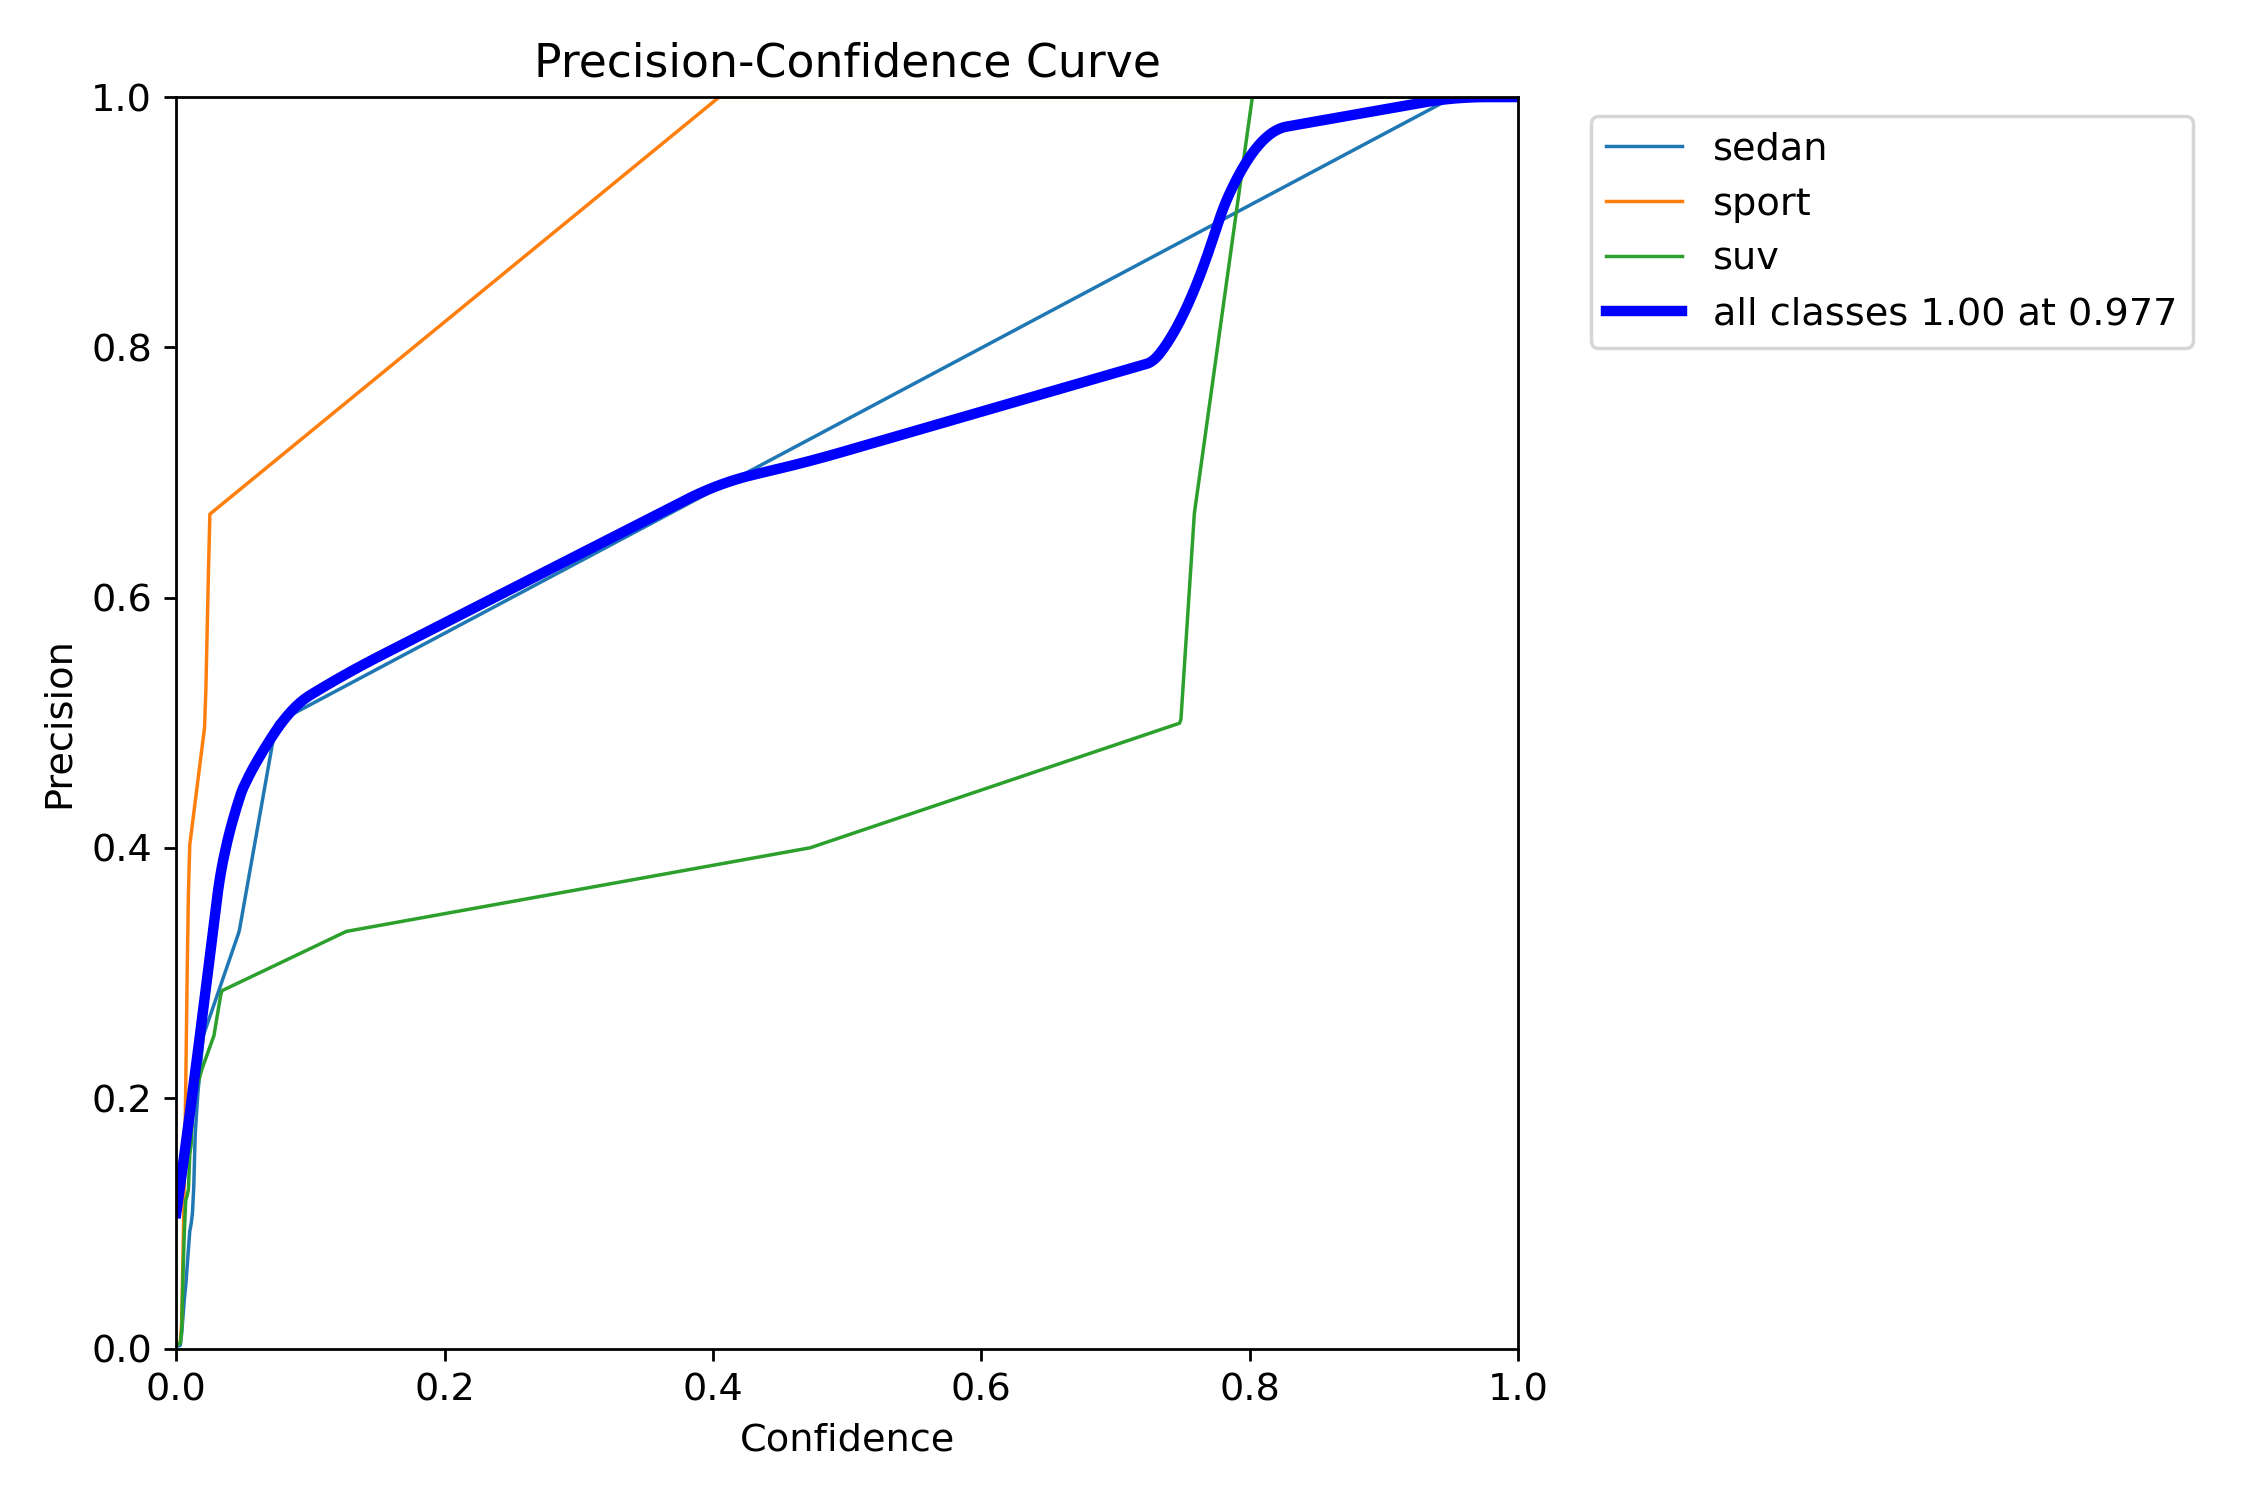 Precision-Confidence Curve
1.0
0.8
0.6
0.4
0.2
0.0
Precision
0.0 0.2 0.4 0.6 0.8 1.0
Confidence
sedan
sport
suv
all classes 1.00 at 0.977